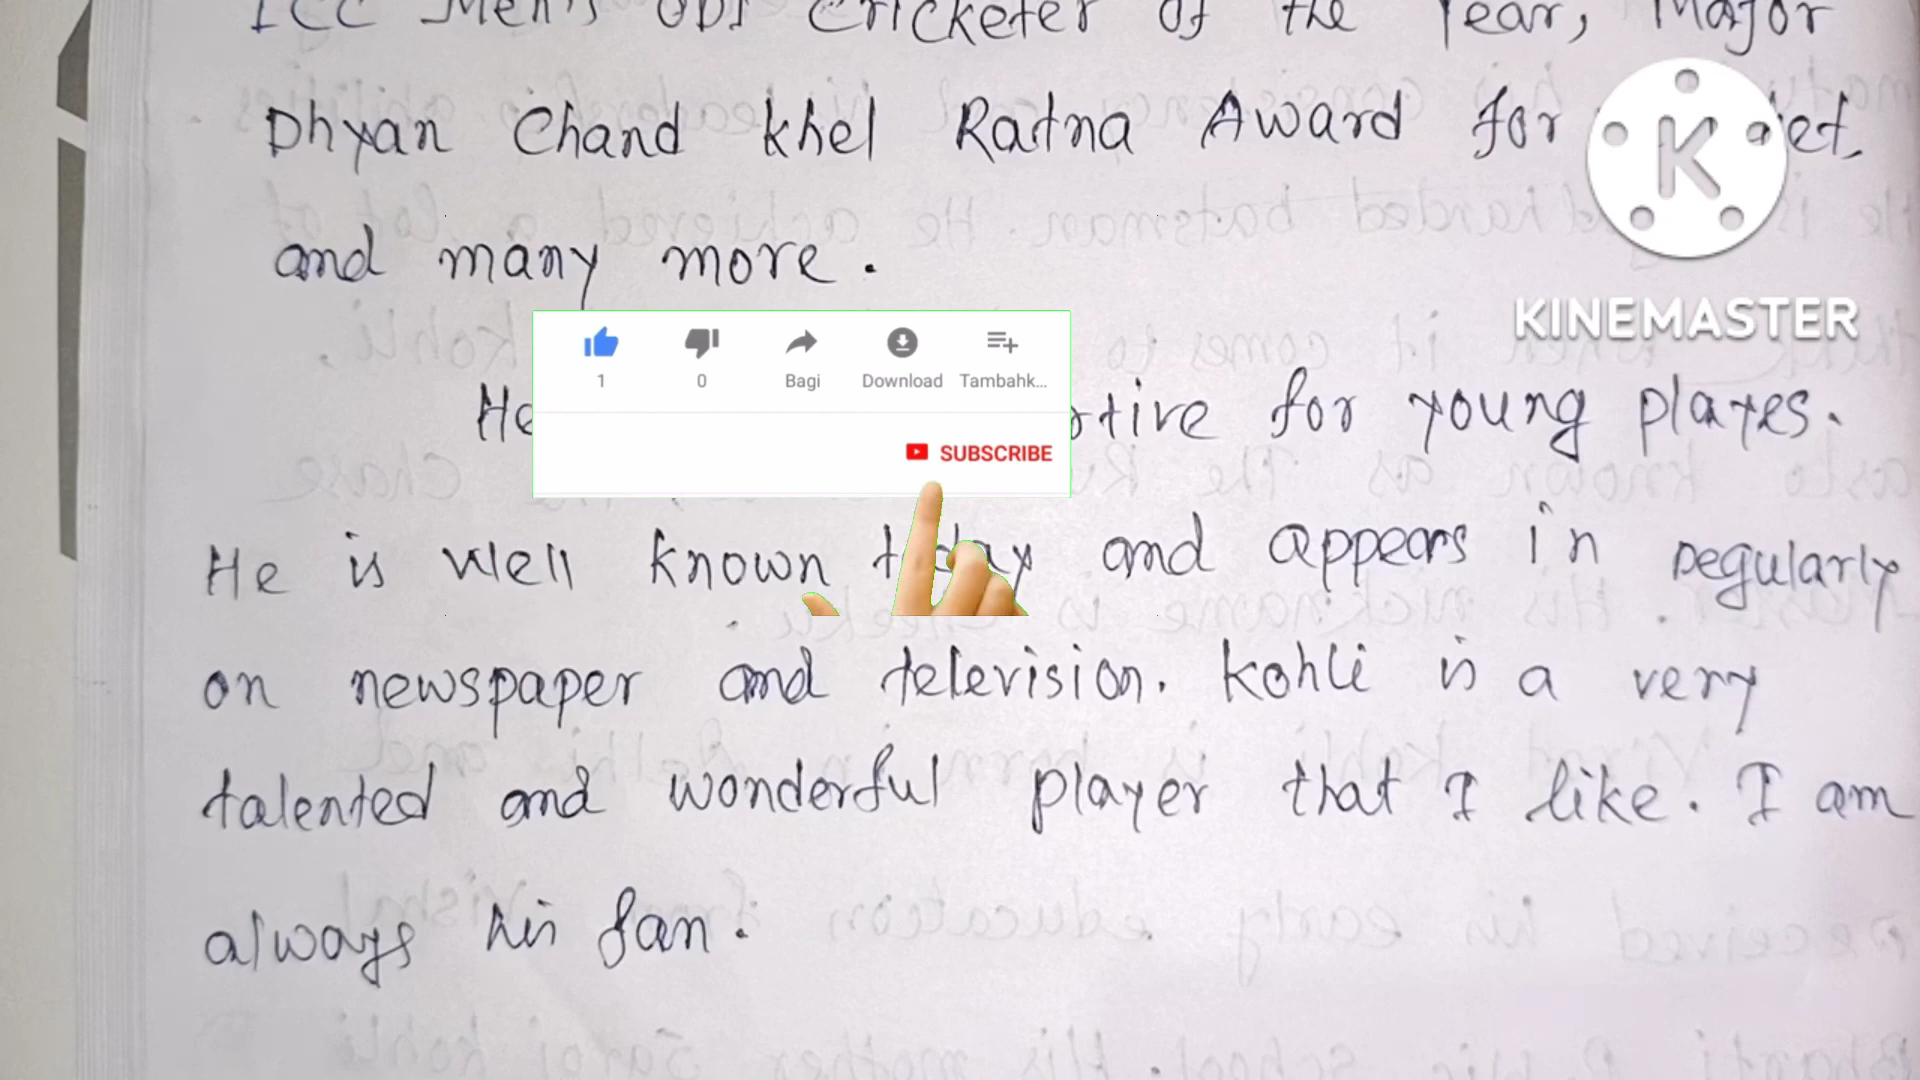 ICC Men's ODI Cricketer of the Year, Major
Dhyan Chand Khel Ratna Award for
and many more.
KINEMASTER
1 0 Bagi Download Tambahk...
He for young playes.
SUBSCRIBE
He is well known today and appears in regularly
on newspaper and television. Kohli is a very
talented and wonderful player that I like. I am
always his fan.